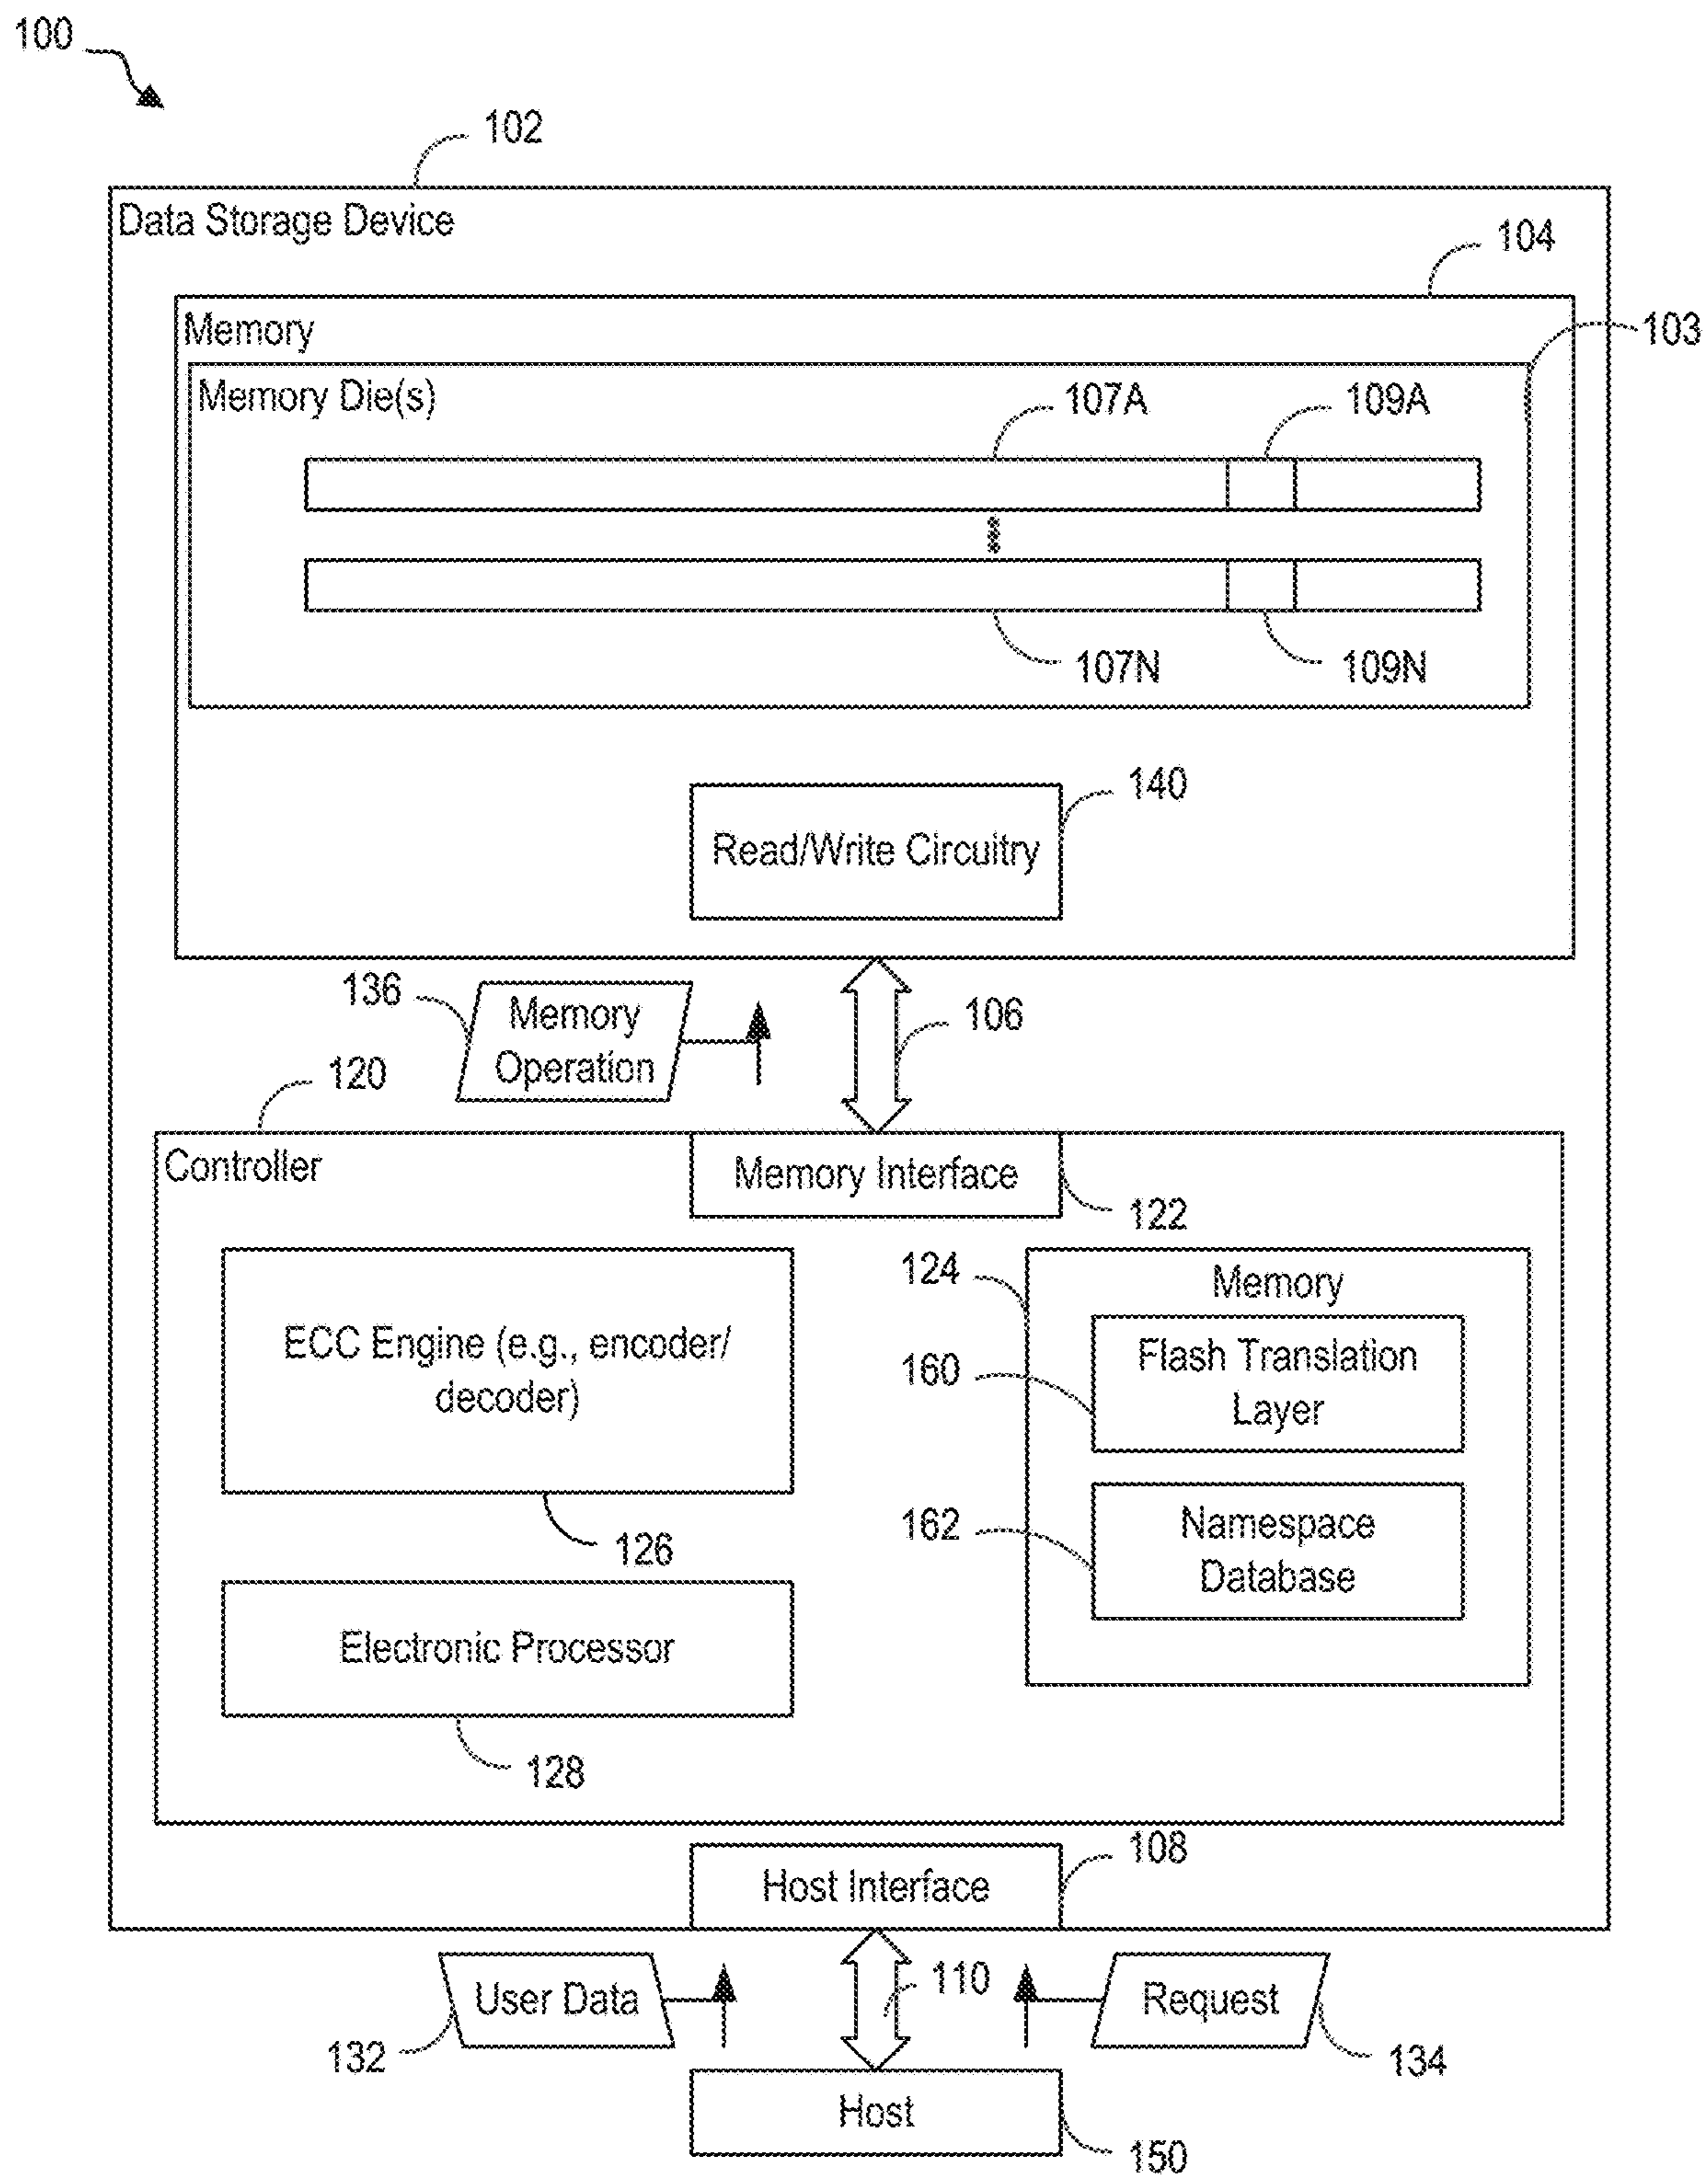 100
102
Data Storage Device
104
Memory
103
Memory Die(s)
107A
109A
107N
109N
140
Read/Write Circuitry
136
Memory
Operation
106
120
Controller
Memory Interface
122
124
Memory
ECC Engine (e.g., encoder/
decoder)
160
Flash Translation
Layer
126
162
Namespace
Database
Electronic Processor
128
108
Host Interface
User Data
110
Request
132
134
Host
150